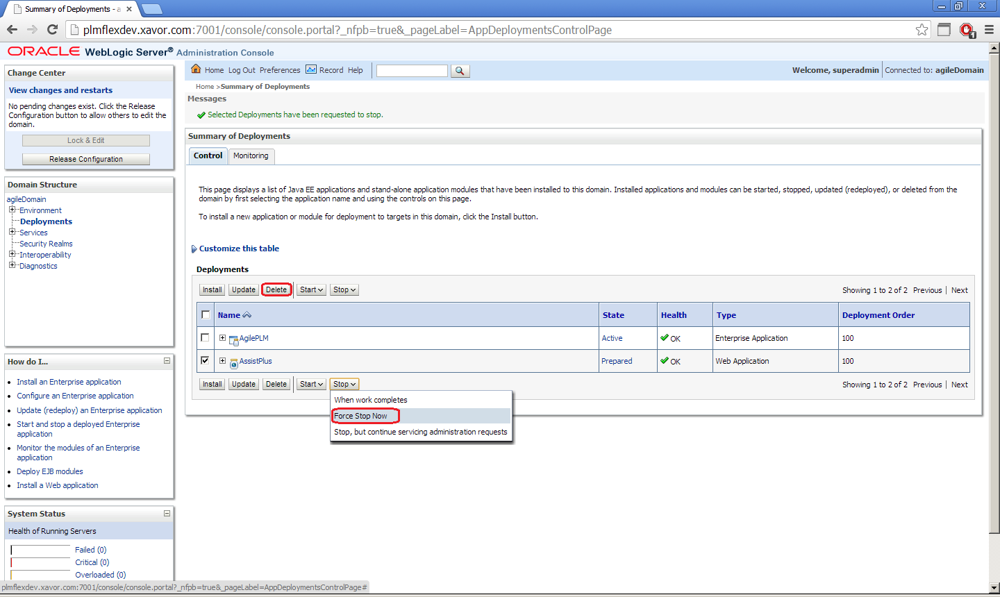 Summary of Deployments - a
plmflexdev.xavor.com:7001/console/console.portal?_nfpb=true&_pageLabel=AppDeploymentsControlPage
1
ORACLE WebLogic Server® Administration Console
Change Center
View changes and restarts
No pending changes exist. Click the Release
Configuration button to allow others to edit the
domain.
Lock & Edit
Release Configuration
Domain Structure
agileDomain
Environment
Deployments
Services
Security Realms
Interoperability
Diagnostics
How do I...
Install an Enterprise application
Configure an Enterprise application
Update (redeploy) an Enterprise application
Start and stop a deployed Enterprise
application
Monitor the modules of an Enterprise
application
Deploy EJB modules
Install a Web application
System Status
Health of Running Servers
Failed (0)
Critical (0)
Overloaded (0)
Home Log Out Preferences Record Help
Welcome, superadmin Connected to: agileDomain
Home >Summary of Deployments
Messages
Selected Deployments have been requested to stop.
Summary of Deployments
Control Monitoring
This page displays a list of Java EE applications and stand-alone application modules that have been installed to this domain. Installed applications and modules can be started, stopped, updated (redeployed), or deleted from the
domain by first selecting the application name and using the controls on this page.
To install a new application or module for deployment to targets in this domain, click the Install button.
Customize this table
Deployments
Install Update Delete Start Stop Showing 1 to 2 of 2 Previous | Next
Name State Health Type Deployment Order
AgilePLM Active OK Enterprise Application 100
AssistPlus Prepared OK Web Application 100
Install Update Delete Start Stop Showing 1 to 2 of 2 Previous | Next
When work completes
Force Stop Now
Stop, but continue servicing administration requests
plmflexdev.xavor.com:7001/console/console.portal?_nfpb=true&_pageLabel=AppDeploymentsControlPage#